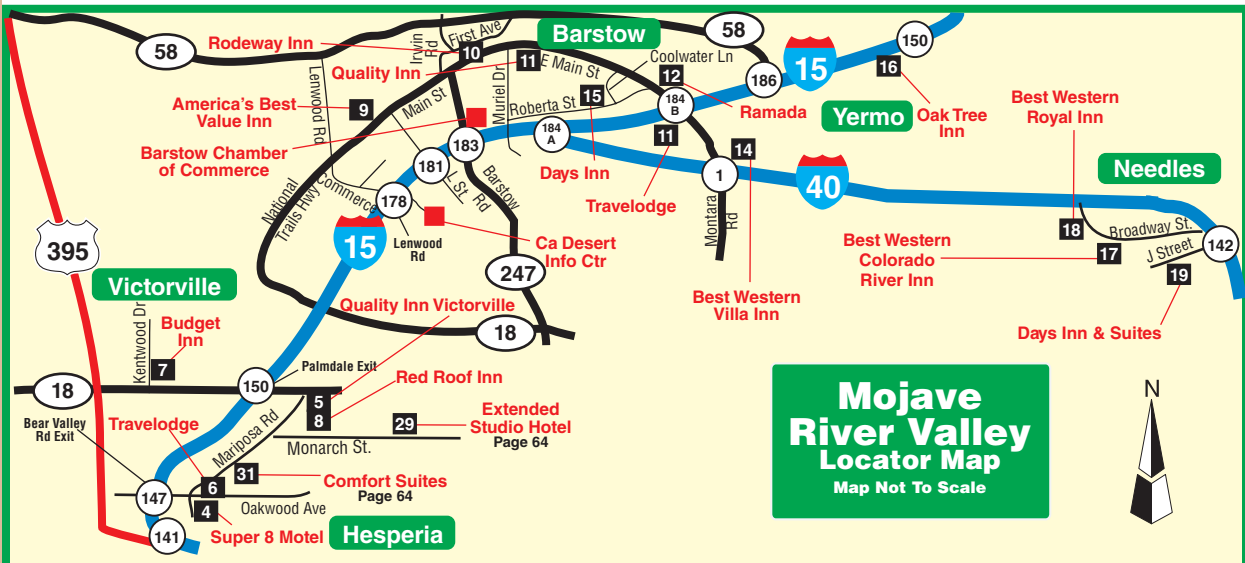 58
Rodeway Inn
Irwin
Rd
First Ave
10
Barstow
58
150
15
Quality Inn
11
E Main St
Coolwater Ln
12
186
16
Lenwood Rd
America's Best
Value Inn
9
Main St
Muriel Dr
Roberta St
15
184
B
Ramada
Yermo
Oak Tree
Inn
Best Western
Royal Inn
Barstow Chamber
of Commerce
183
184
A
11
14
Needles
181
Days Inn
1
40
National
Trails Hwy
Commerce
178
L St
Barstow
Rd
Travelodge
Montara
Rd
18
Broadway St.
395
15
Lenwood
Rd
Ca Desert
Info Ctr
Best Western
Colorado
River Inn
17
J Street
142
19
247
Victorville
Quality Inn Victorville
Best Western
Villa Inn
Kentwood Dr
Budget
Inn
18
Days Inn & Suites
7
150
Palmdale Exit
18
5
8
Red Roof Inn
Mojave
River Valley
Locator Map
Map Not To Scale
N
Bear Valley
Rd Exit
Travelodge
Mariposa Rd
29
Extended
Studio Hotel
Page 64
Monarch St.
31
Comfort Suites
Page 64
147
6
Oakwood Ave
4
141
Super 8 Motel
Hesperia